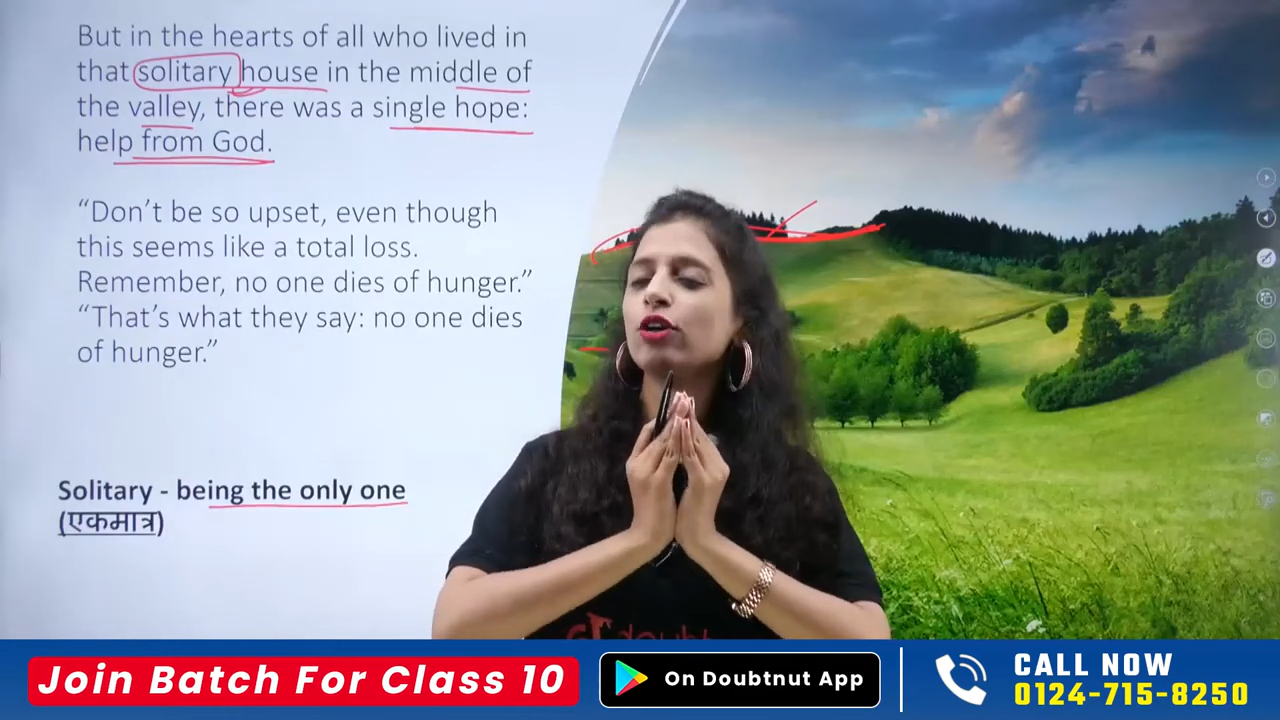 But in the hearts of all who lived in
that solitary house in the middle of
the valley, there was a single hope:
help from God.
“Don’t be so upset, even though
this seems like a total loss.
Remember, no one dies of hunger.”
“That’s what they say: no one dies
of hunger.”
Solitary - being the only one
(एकमात्र)
doubt
Join Batch For Class 10
On Doubtnut App
CALL NOW
0124-715-8250